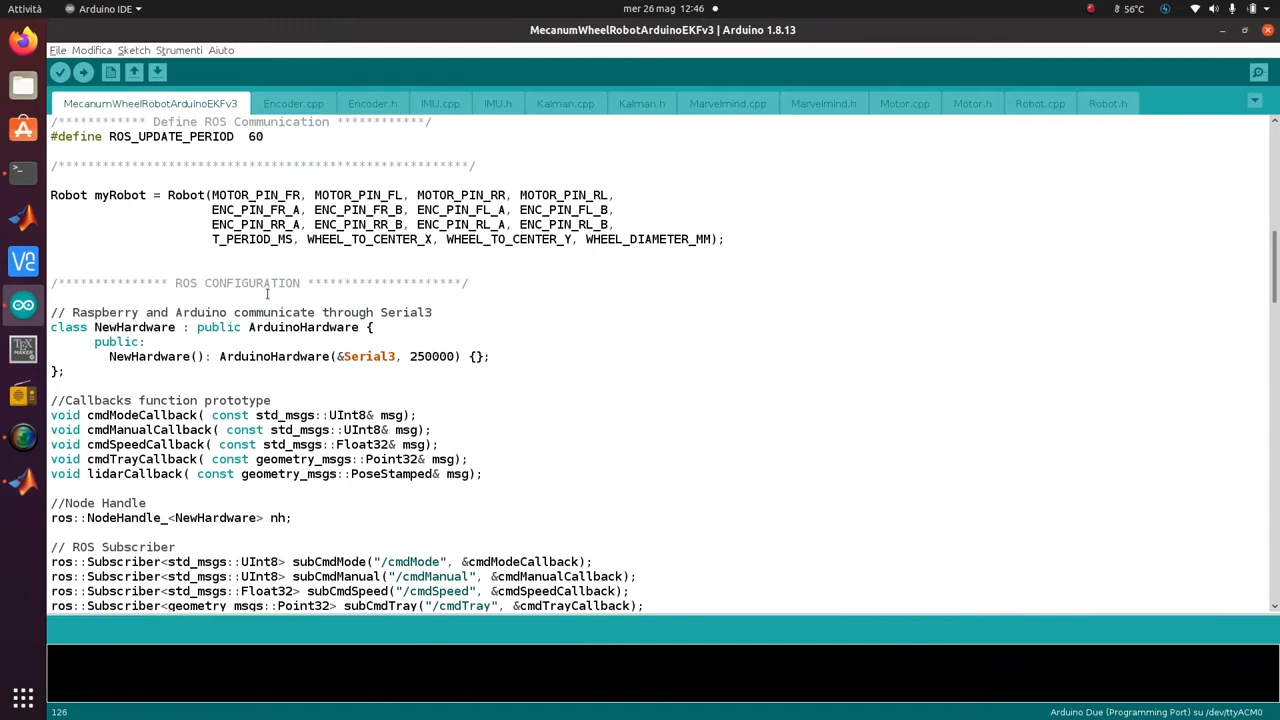 Attività
Arduino IDE
mer 26 mag 12:46
56°C
MecanumWheelRobotArduinoEKFv3 | Arduino 1.8.13
File Modifica Sketch Strumenti Aiuto
MecanumWheelRobotArduinoEKFv3 Encoder.cpp Encoder.h IMU.cpp IMU.h Kalman.cpp Kalman.h Marvelmind.cpp Marvelmind.h Motor.cpp Motor.h Robot.cpp Robot.h
/************ Define ROS Communication ************/
#define ROS_UPDATE_PERIOD  60
/********************************************************/
Robot myRobot = Robot(MOTOR_PIN_FR, MOTOR_PIN_FL, MOTOR_PIN_RR, MOTOR_PIN_RL,
ENC_PIN_FR_A, ENC_PIN_FR_B, ENC_PIN_FL_A, ENC_PIN_FL_B,
ENC_PIN_RR_A, ENC_PIN_RR_B, ENC_PIN_RL_A, ENC_PIN_RL_B,
T_PERIOD_MS, WHEEL_TO_CENTER_X, WHEEL_TO_CENTER_Y, WHEEL_DIAMETER_MM);
/*************** ROS CONFIGURATION *********************/
// Raspberry and Arduino communicate through Serial3
class NewHardware : public ArduinoHardware {
public:
NewHardware(): ArduinoHardware(&Serial3, 250000) {};
};
//Callbacks function prototype
void cmdModeCallback( const std_msgs::UInt8& msg);
void cmdManualCallback( const std_msgs::UInt8& msg);
void cmdSpeedCallback( const std_msgs::Float32& msg);
void cmdTrayCallback( const geometry_msgs::Point32& msg);
void lidarCallback( const geometry_msgs::PoseStamped& msg);
//Node Handle
ros::NodeHandle_<NewHardware> nh;
// ROS Subscriber
ros::Subscriber<std_msgs::UInt8> subCmdMode("/cmdMode", &cmdModeCallback);
ros::Subscriber<std_msgs::UInt8> subCmdManual("/cmdManual", &cmdManualCallback);
ros::Subscriber<std_msgs::Float32> subCmdSpeed("/cmdSpeed", &cmdSpeedCallback);
ros::Subscriber<geometry_msgs::Point32> subCmdTray("/cmdTray", &cmdTrayCallback);
126
Arduino Due (Programming Port) su /dev/ttyACM0